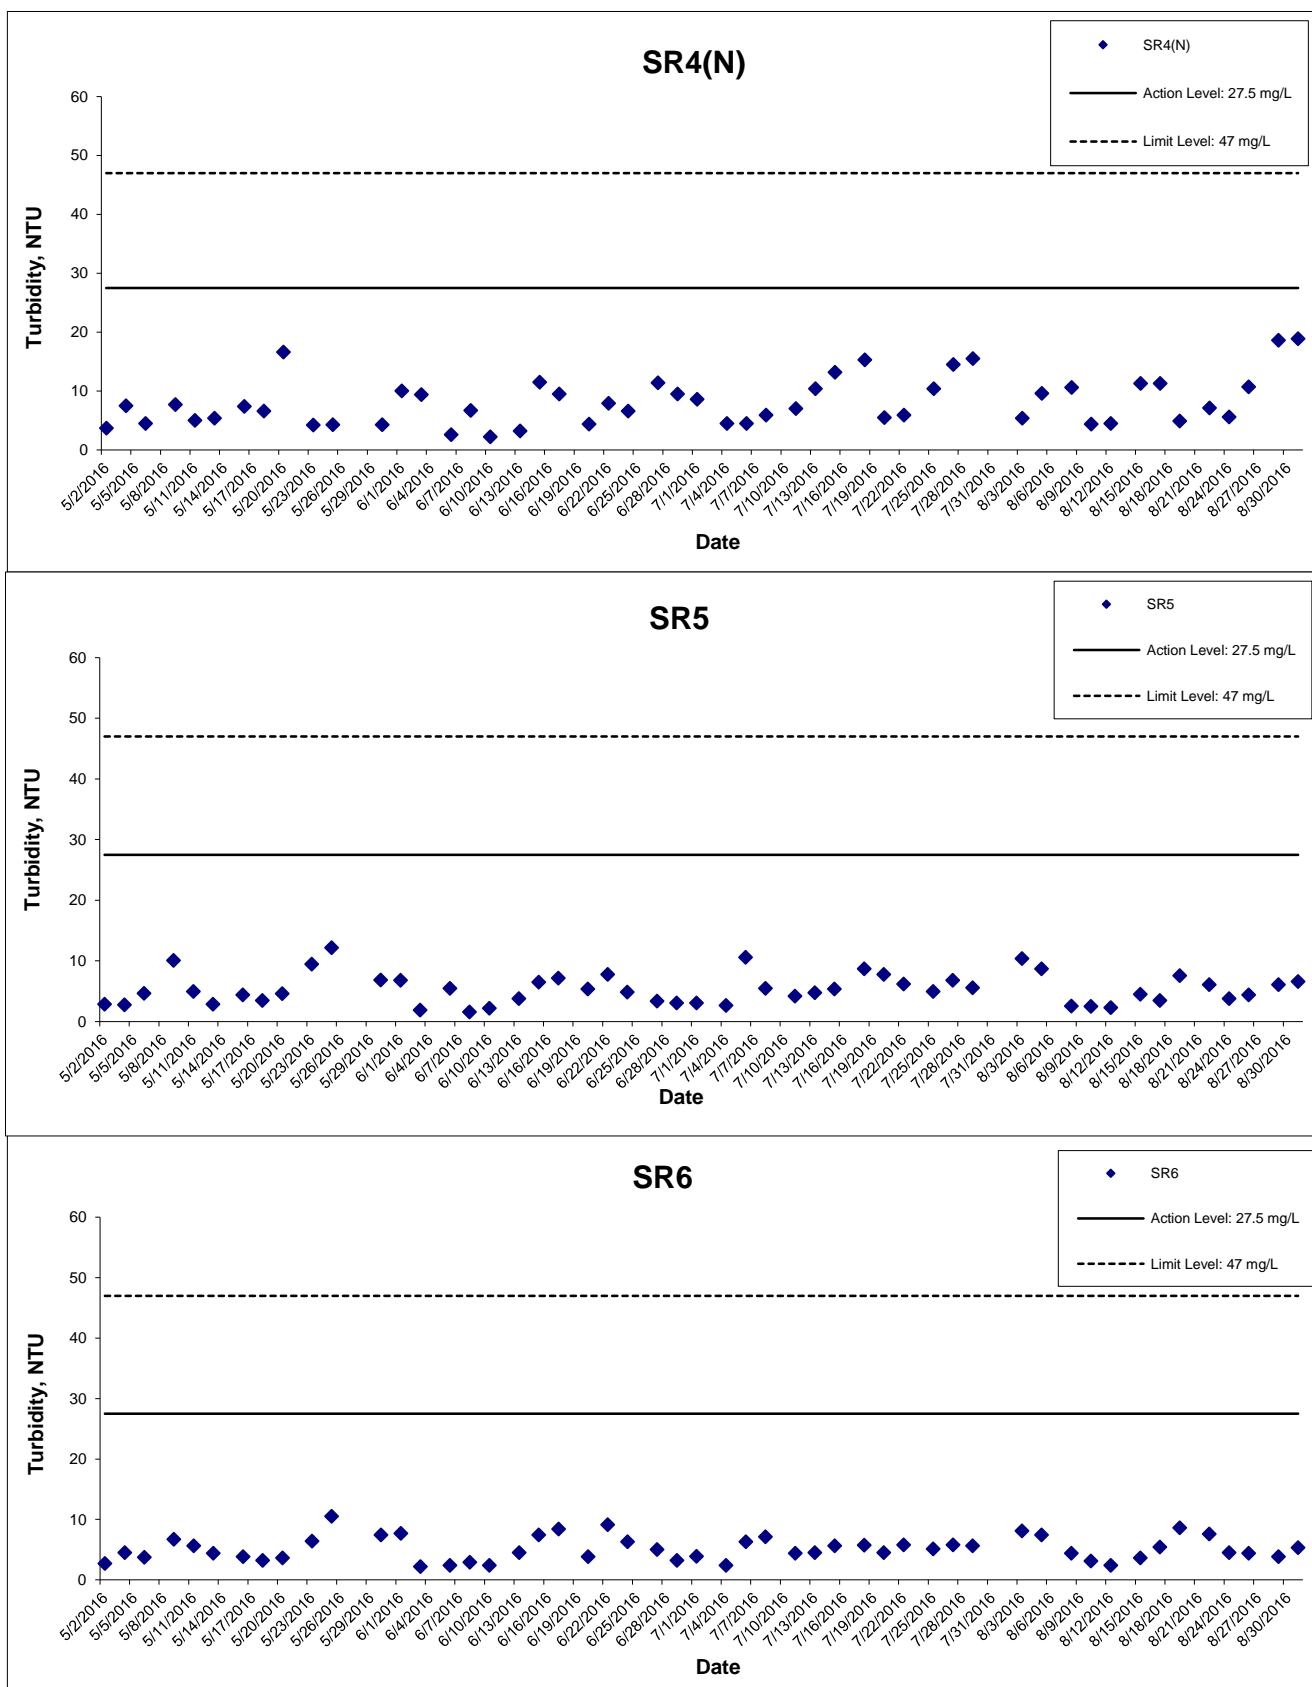 SR4(N)
SR4(N)
Action Level: 27.5 mg/L
Limit Level: 47 mg/L
Turbidity, NTU
60
50
40
30
20
10
0
5/2/2016 5/5/2016 5/8/2016 5/11/2016 5/14/2016 5/17/2016 5/20/2016 5/23/2016 5/26/2016 5/29/2016 6/1/2016 6/4/2016 6/7/2016 6/10/2016 6/13/2016 6/16/2016 6/19/2016 6/22/2016 6/25/2016 6/28/2016 7/1/2016 7/4/2016 7/7/2016 7/10/2016 7/13/2016 7/16/2016 7/19/2016 7/22/2016 7/25/2016 7/28/2016 7/31/2016 8/3/2016 8/6/2016 8/9/2016 8/12/2016 8/15/2016 8/18/2016 8/21/2016 8/24/2016 8/27/2016 8/30/2016
Date
SR5
SR5
Action Level: 27.5 mg/L
Limit Level: 47 mg/L
Turbidity, NTU
60
50
40
30
20
10
0
5/2/2016 5/5/2016 5/8/2016 5/11/2016 5/14/2016 5/17/2016 5/20/2016 5/23/2016 5/26/2016 5/29/2016 6/1/2016 6/4/2016 6/7/2016 6/10/2016 6/13/2016 6/16/2016 6/19/2016 6/22/2016 6/25/2016 6/28/2016 7/1/2016 7/4/2016 7/7/2016 7/10/2016 7/13/2016 7/16/2016 7/19/2016 7/22/2016 7/25/2016 7/28/2016 7/31/2016 8/3/2016 8/6/2016 8/9/2016 8/12/2016 8/15/2016 8/18/2016 8/21/2016 8/24/2016 8/27/2016 8/30/2016
Date
SR6
SR6
Action Level: 27.5 mg/L
Limit Level: 47 mg/L
Turbidity, NTU
60
50
40
30
20
10
0
5/2/2016 5/5/2016 5/8/2016 5/11/2016 5/14/2016 5/17/2016 5/20/2016 5/23/2016 5/26/2016 5/29/2016 6/1/2016 6/4/2016 6/7/2016 6/10/2016 6/13/2016 6/16/2016 6/19/2016 6/22/2016 6/25/2016 6/28/2016 7/1/2016 7/4/2016 7/7/2016 7/10/2016 7/13/2016 7/16/2016 7/19/2016 7/22/2016 7/25/2016 7/28/2016 7/31/2016 8/3/2016 8/6/2016 8/9/2016 8/12/2016 8/15/2016 8/18/2016 8/21/2016 8/24/2016 8/27/2016 8/30/2016
Date